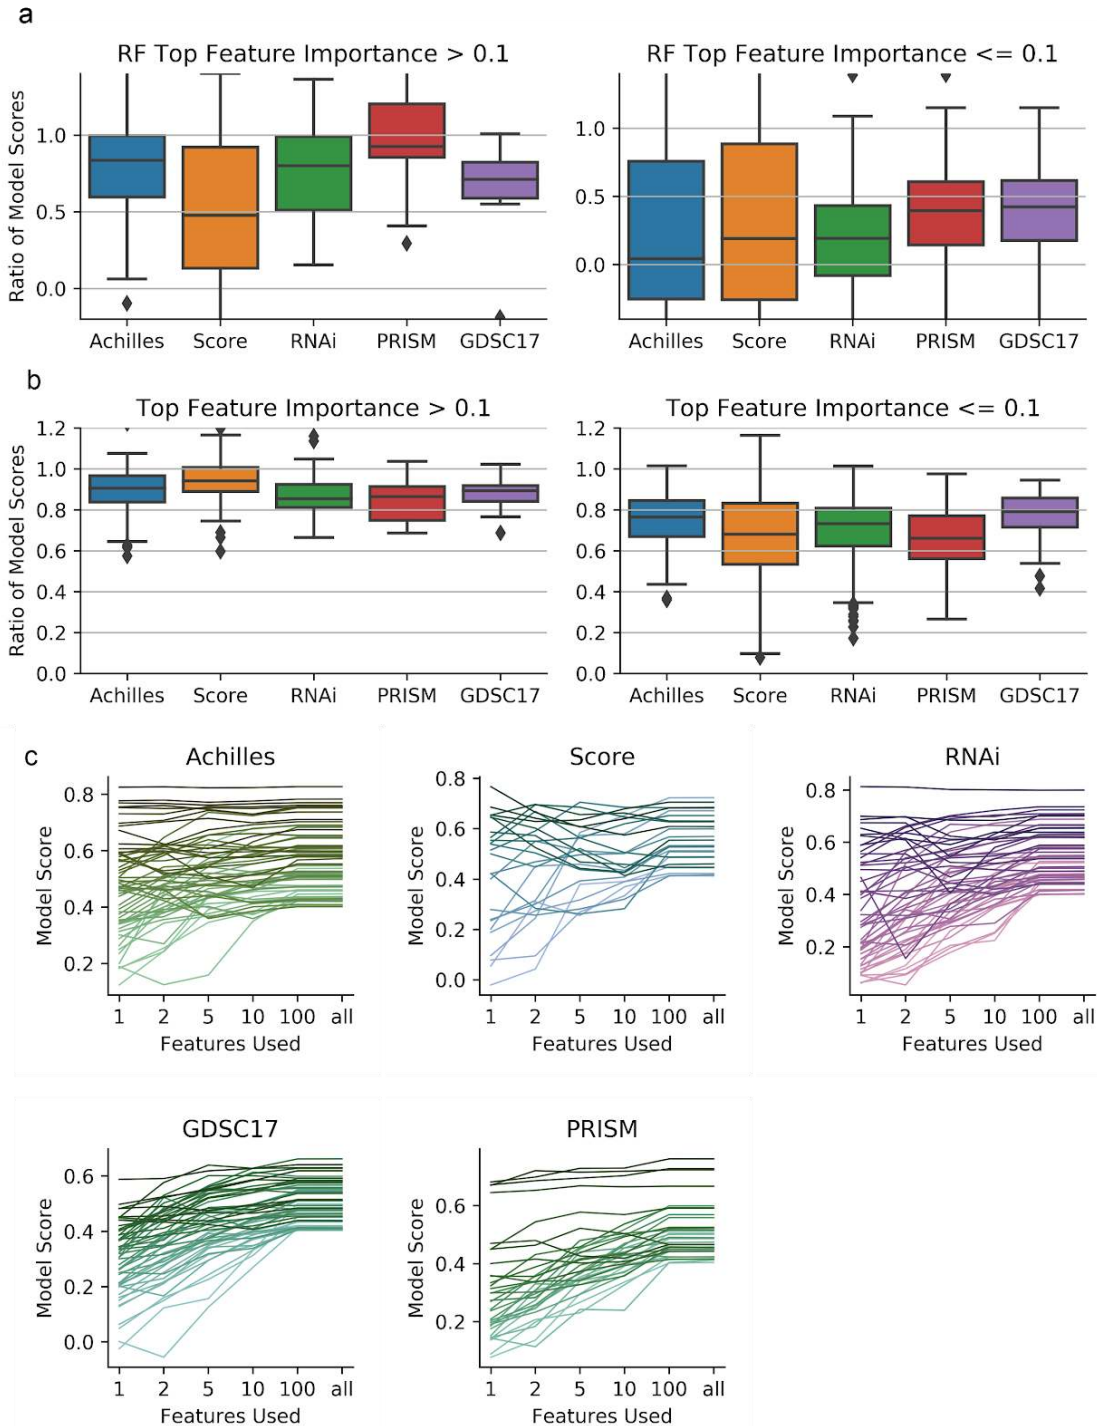 a
RF Top Feature Importance > 0.1
RF Top Feature Importance <= 0.1
Ratio of Model Scores
1.0
0.5
0.0
Achilles Score RNAi PRISM GDSC17
1.0
0.5
0.0
Achilles Score RNAi PRISM GDSC17
b
Top Feature Importance > 0.1
Top Feature Importance <= 0.1
Ratio of Model Scores
1.2
1.0
0.8
0.6
0.4
0.2
0.0
Achilles Score RNAi PRISM GDSC17
1.2
1.0
0.8
0.6
0.4
0.2
0.0
Achilles Score RNAi PRISM GDSC17
c
Achilles
Model Score
0.8
0.6
0.4
0.2
1 2 5 10 100 all
Features Used
Score
Model Score
0.8
0.6
0.4
0.2
0.0
1 2 5 10 100 all
Features Used
RNAi
Model Score
0.8
0.6
0.4
0.2
1 2 5 10 100 all
Features Used
GDSC17
Model Score
0.6
0.4
0.2
0.0
1 2 5 10 100 all
Features Used
PRISM
Model Score
0.6
0.4
0.2
1 2 5 10 100 all
Features Used